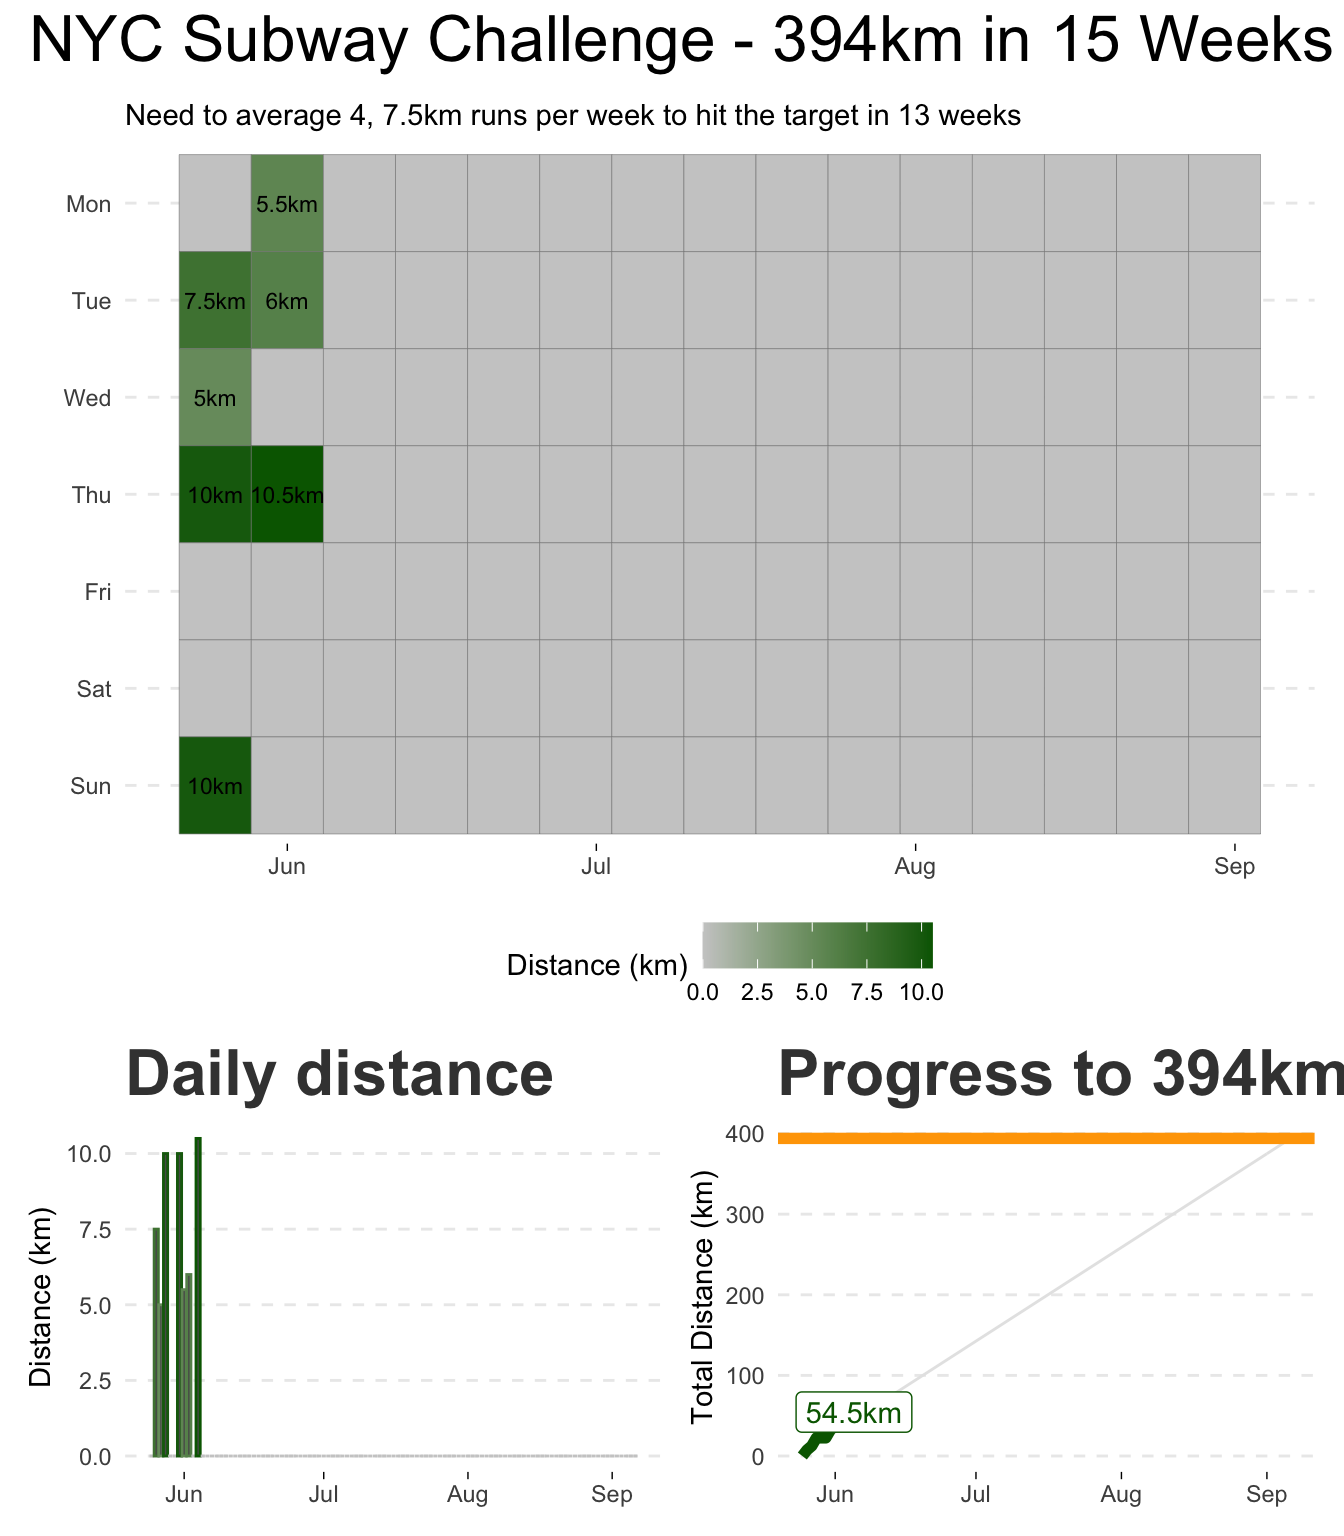 NYC Subway Challenge - 394km in 15 Weeks
Need to average 4, 7.5km runs per week to hit the target in 13 weeks
Mon 5.5km
Tue 7.5km 6km
Wed 5km
Thu 10km 10.5km
Fri
Sat
Sun 10km
Jun Jul Aug Sep
Distance (km)
0.0 2.5 5.0 7.5 10.0
Daily distance
Distance (km)
10.0
7.5
5.0
2.5
0.0
Jun Jul Aug Sep
Progress to 394km
Total Distance (km)
400
300
200
100
0
54.5km
Jun Jul Aug Sep